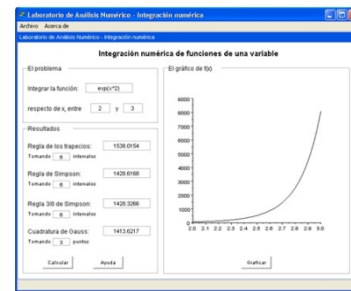 Laboratorio de Análisis Numérico - Integración numérica
Archivo Acerca de
Laboratorio de Análisis Numérico - Integración numérica
Integración numérica de funciones de una variable
El problema
Integrar la función: exp(x^2)
respecto de x, entre 2 y 3
Resultados
Regla de los trapecios: 1538.0154
Tomando 6 intervalos
Regla de Simpson: 1428.6168
Tomando 6 intervalos
Regla 3/8 de Simpson: 1428.3266
Tomando 6 intervalos
Cuadratura de Gauss: 1413.6217
Tomando 3 puntos
Calcular Ayuda
El gráfico de f(x)
9000
8000
7000
6000
5000
4000
3000
2000
1000
0
2.0 2.1 2.2 2.3 2.4 2.5 2.6 2.7 2.8 2.9 3.0
Graficar